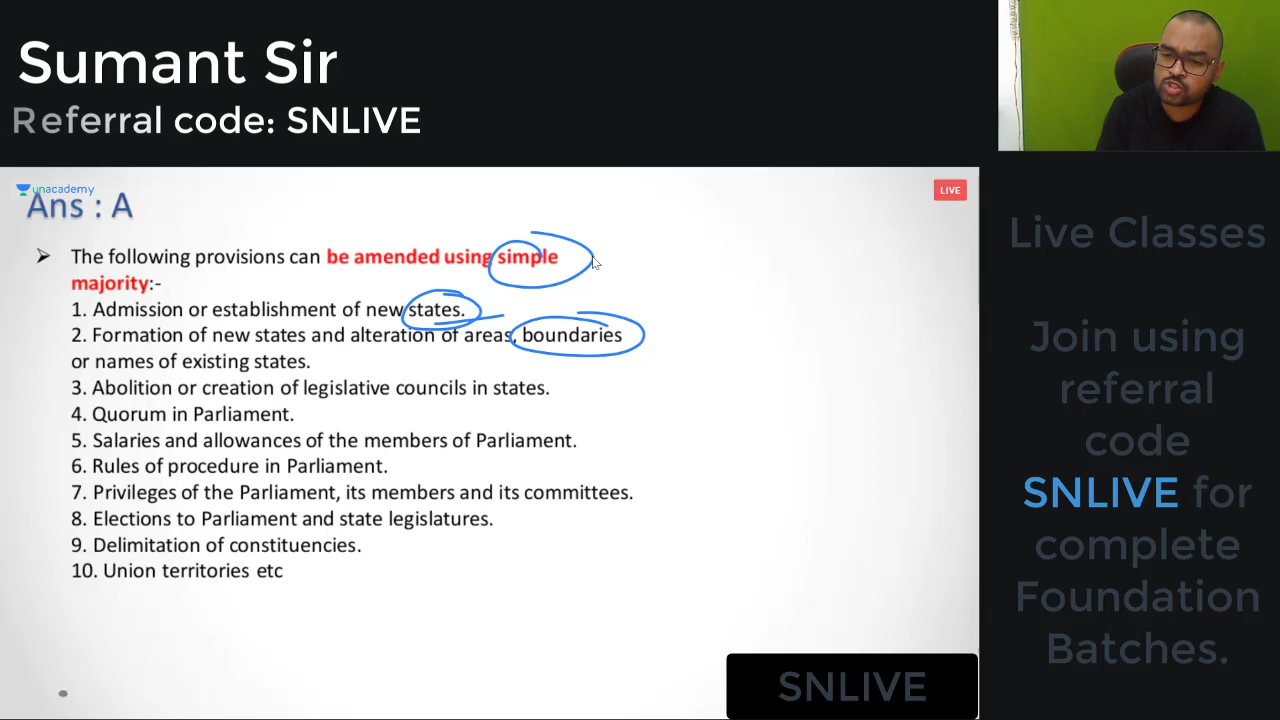 Sumant Sir
Referral code: SNLIVE
unacademy
LIVE
Ans : A
The following provisions can be amended using simple
majority:-
1. Admission or establishment of new states.
2. Formation of new states and alteration of areas, boundaries
or names of existing states.
3. Abolition or creation of legislative councils in states.
4. Quorum in Parliament.
5. Salaries and allowances of the members of Parliament.
6. Rules of procedure in Parliament.
7. Privileges of the Parliament, its members and its committees.
8. Elections to Parliament and state legislatures.
9. Delimitation of constituencies.
10. Union territories etc
SNLIVE
Live Classes
Join using
referral
code
SNLIVE for
complete
Foundation
Batches.